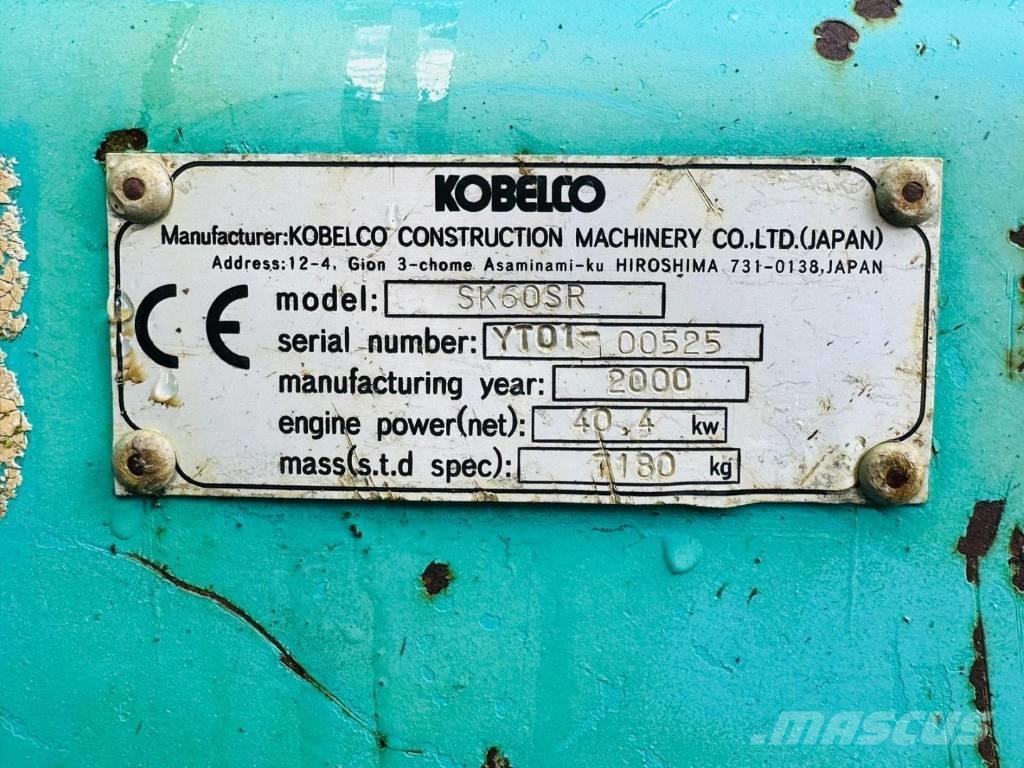 KOBELCO
Manufacturer:KOBELCO CONSTRUCTION MACHINERY CO.,LTD.(JAPAN)
Address:12-4, Gion 3-chome Asaminami-ku HIROSHIMA 731-0138,JAPAN
CE
model: SK60SR
serial number: YT01-00525
manufacturing year: 2000
engine power(net): 40.4 kw
mass(s.t.d spec): 7180 kg
MASCUS